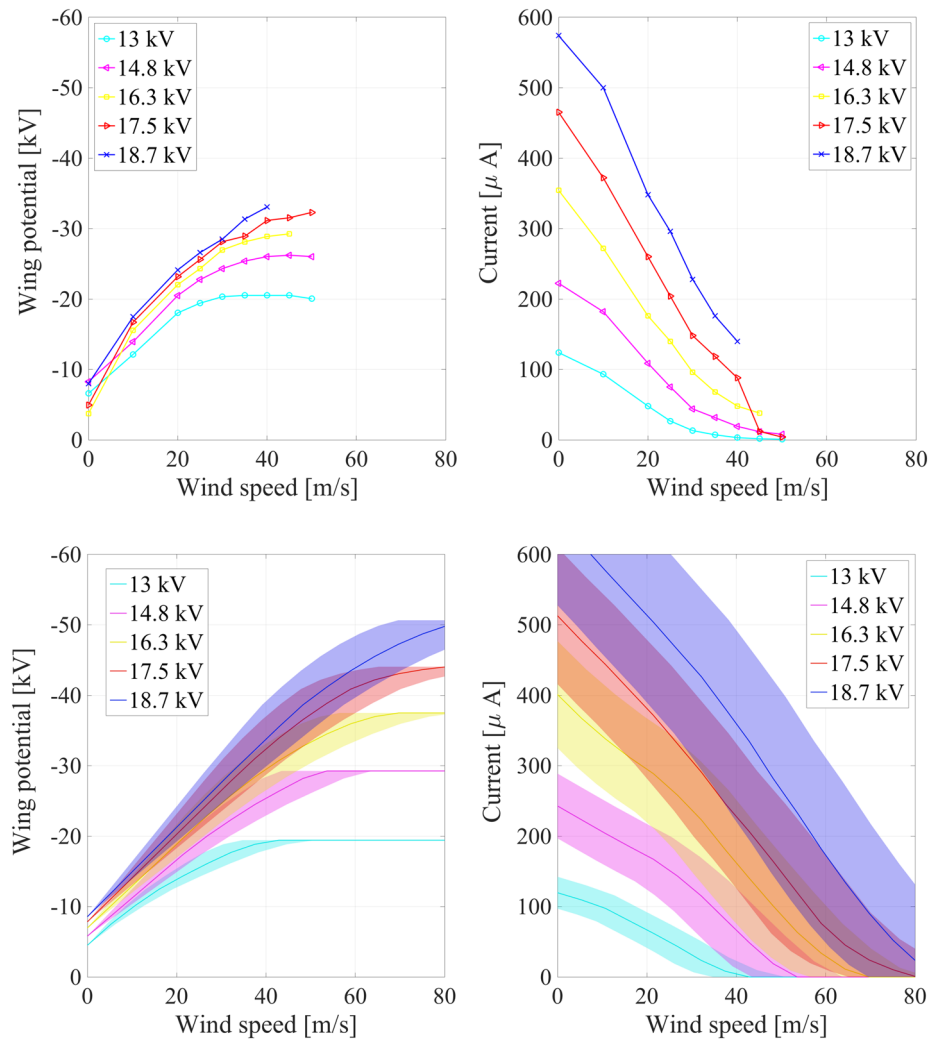 -60
-50
-40
-30
-20
-10
0
0 20 40 60 80
Wing potential [kV]
Wind speed [m/s]
13 kV
14.8 kV
16.3 kV
17.5 kV
18.7 kV
600
500
400
300
200
100
0
0 20 40 60 80
Current [μ A]
Wind speed [m/s]
13 kV
14.8 kV
16.3 kV
17.5 kV
18.7 kV
-60
-50
-40
-30
-20
-10
0
0 20 40 60 80
Wing potential [kV]
Wind speed [m/s]
13 kV
14.8 kV
16.3 kV
17.5 kV
18.7 kV
600
500
400
300
200
100
0
0 20 40 60 80
Current [μ A]
Wind speed [m/s]
13 kV
14.8 kV
16.3 kV
17.5 kV
18.7 kV